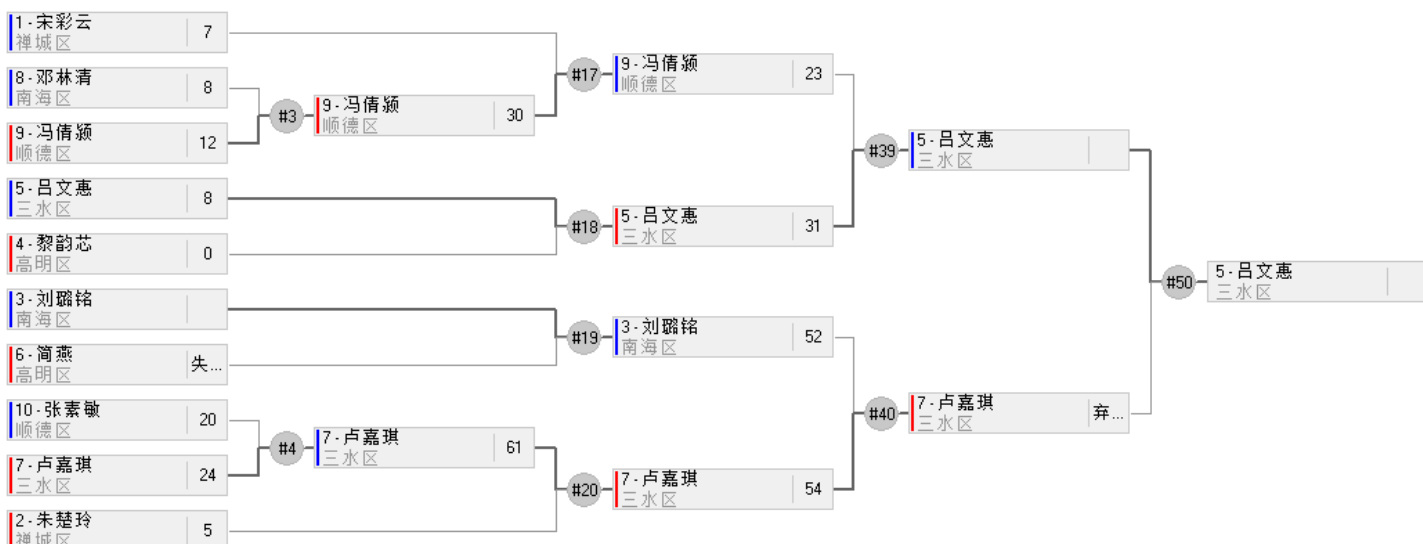 1-宋彩云
禅城区
7
8-邓林清
南海区
8
9-冯倩颍
顺德区
12
5-吕文惠
三水区
8
4-黎韵芯
高明区
0
3-刘璐铭
南海区
6-简燕
高明区
失...
10-张素敏
顺德区
20
7-卢嘉琪
三水区
24
2-朱楚玲
禅城区
5
#3
9-冯倩颍
顺德区
30
#4
7-卢嘉琪
三水区
61
#17
9-冯倩颍
顺德区
23
#18
5-吕文惠
三水区
31
#19
3-刘璐铭
南海区
52
#20
7-卢嘉琪
三水区
54
#39
5-吕文惠
三水区
#40
7-卢嘉琪
三水区
弃...
#50
5-吕文惠
三水区